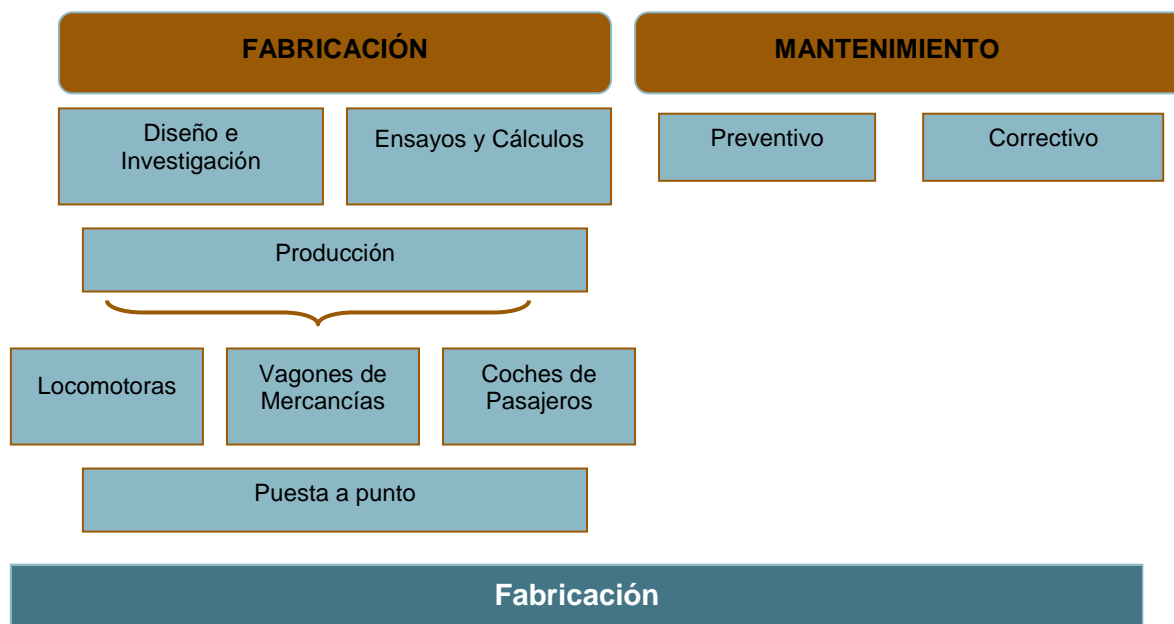 FABRICACIÓN
MANTENIMIENTO
Diseño e
Investigación
Ensayos y Cálculos
Preventivo
Correctivo
Producción
Locomotoras
Vagones de
Mercancías
Coches de
Pasajeros
Puesta a punto
Fabricación